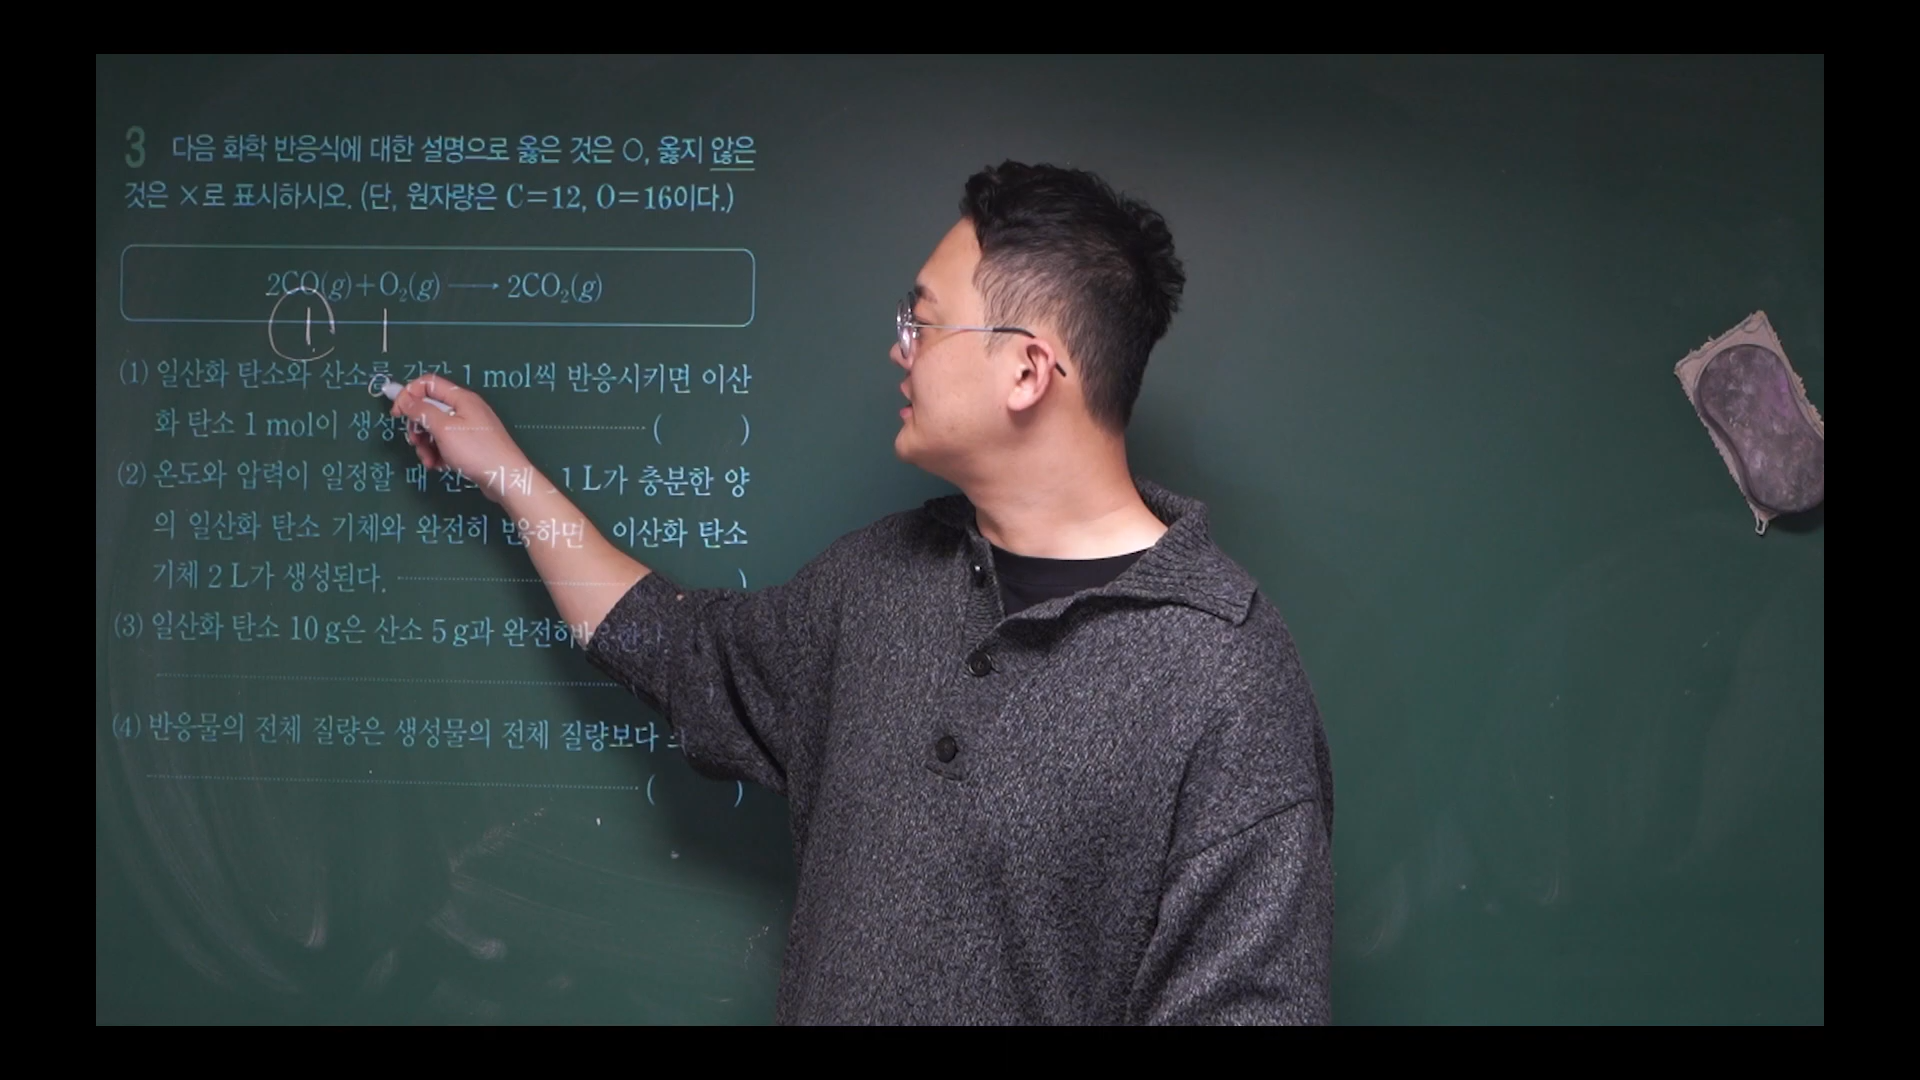 3 다음 화학 반응식에 대한 설명으로 옳은 것은 O, 옳지 않은
것은 ×로 표시하시오. (단, 원자량은 C=12, O=16이다.)
2CO(g)+O₂(g) → 2CO₂(g)
1 1
(1) 일산화 탄소와 산소를 각각 1 mol씩 반응시키면 이산
화 탄소 1 mol이 ( )
(2) 온도와 압력이 일정할 때 기체 1 L가 충분한 양
의 일산화 탄소 기체와 완전히 반응하면 이산화 탄소
기체 2 L가 생성된다. )
(3) 일산화 탄소 10 g은 산소 5 g과 완전히
(4) 반응물의 전체 질량은 생성물의 전체 질량보다
( )